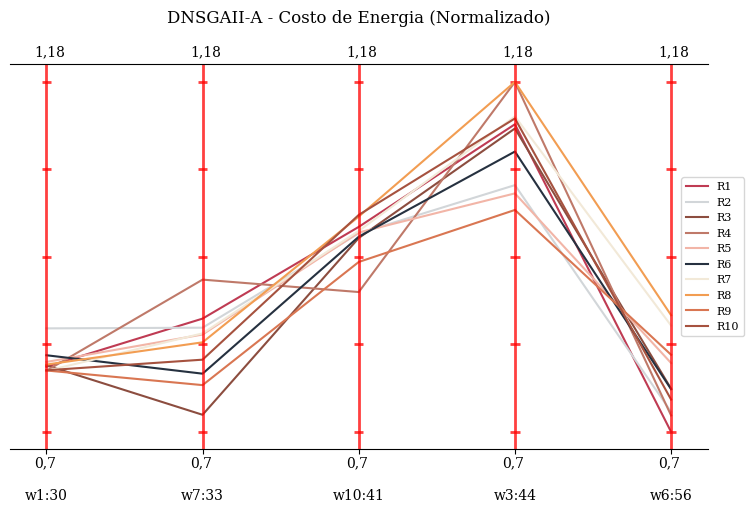 DNSGAII-A - Costo de Energia (Normalizado)
1,18 1,18 1,18 1,18 1,18
R1
R2
R3
R4
R5
R6
R7
R8
R9
R10
0,7 0,7 0,7 0,7 0,7
w1:30 w7:33 w10:41 w3:44 w6:56